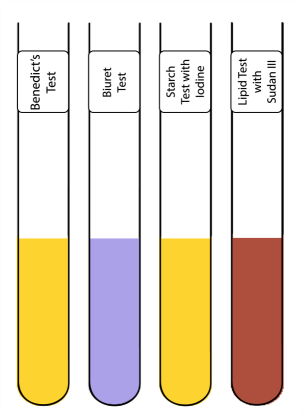 Benedict's
Test
Biuret
Test
Starch
Test with
Iodine
Lipid Test
with
Sudan III